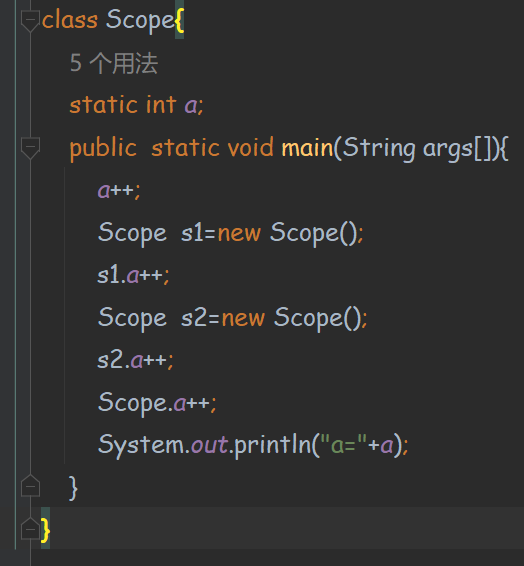 class Scope{
5 个用法
static int a;
public  static void main(String args[]){
a++;
Scope  s1=new Scope();
s1.a++;
Scope  s2=new Scope();
s2.a++;
Scope.a++;
System.out.println("a="+a);
}
}